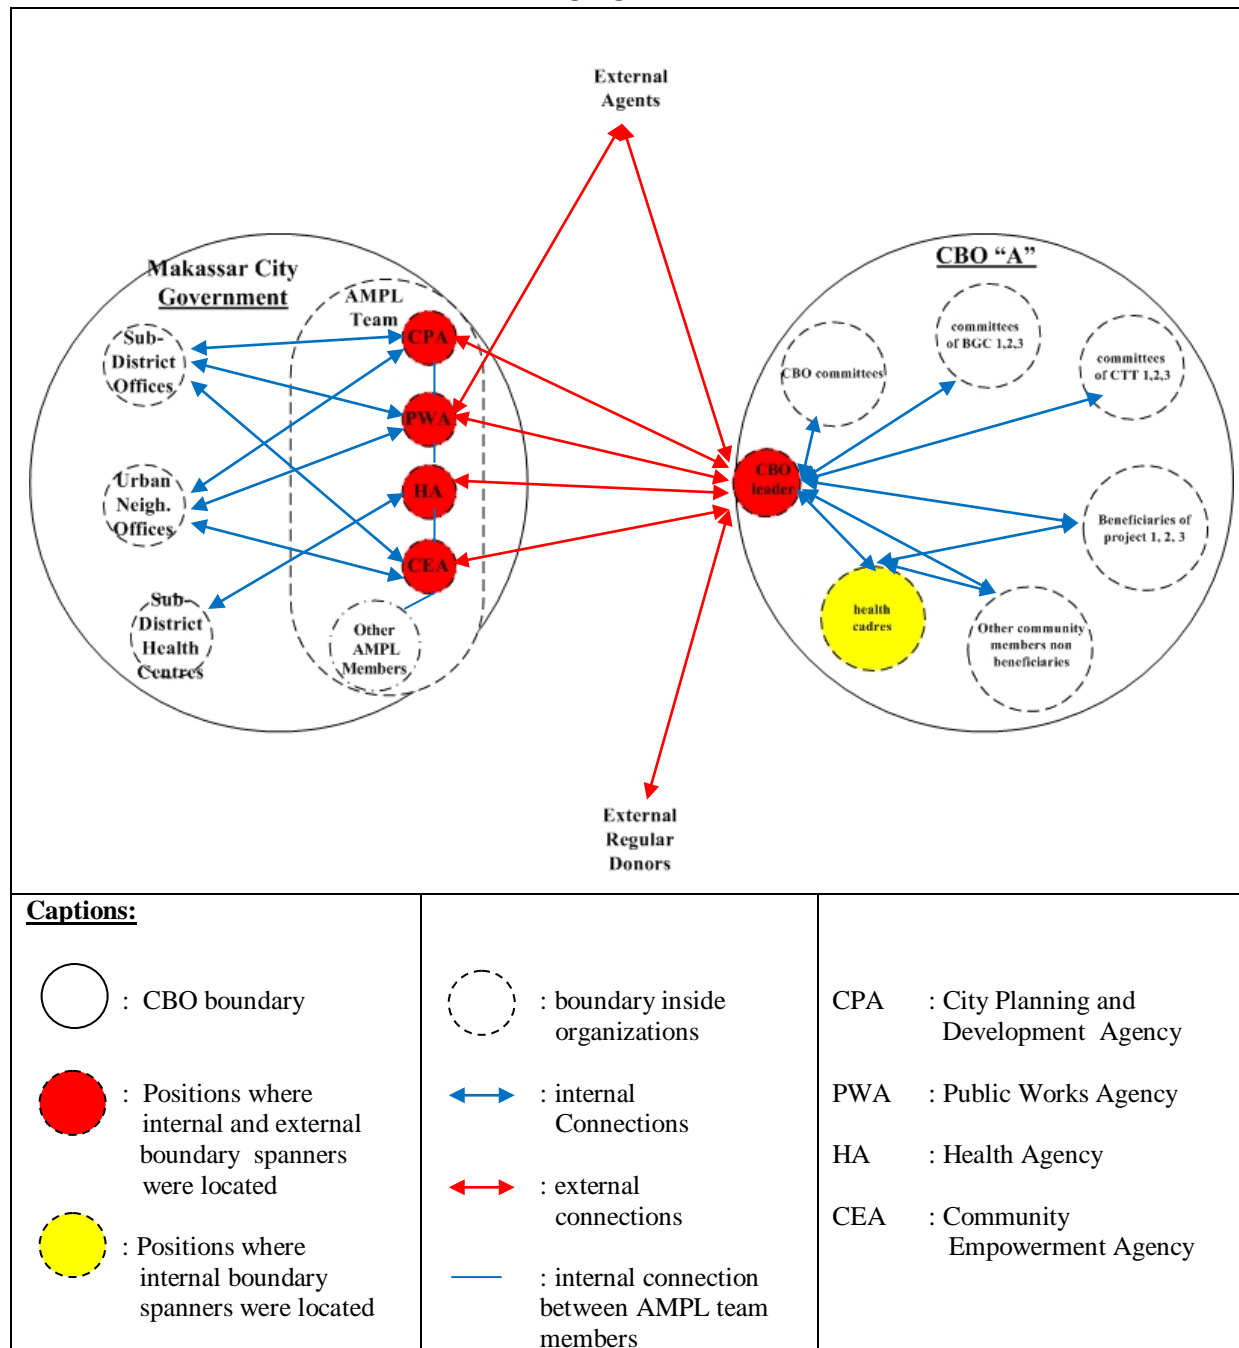 External
Agents
Makassar City
Government
AMPL
Team
Sub-
District
Offices
CPA
PWA
Urban
Neigh.
Offices
HA
CEA
Sub-
District
Health
Centres
Other
AMPL
Members
CBO “A”
CBO committees
committees
of BGC 1,2,3
committees
of CTT 1,2,3
CBO
leader
Beneficiaries of
project 1, 2, 3
health
cadres
Other community
members non
beneficiaries
External
Regular
Donors
Captions:
: CBO boundary
: Positions where
internal and external
boundary spanners
were located
: Positions where
internal boundary
spanners were located
: boundary inside
organizations
: internal
Connections
: external
connections
: internal connection
between AMPL team
members
CPA : City Planning and
Development Agency
PWA : Public Works Agency
HA : Health Agency
CEA : Community
Empowerment Agency